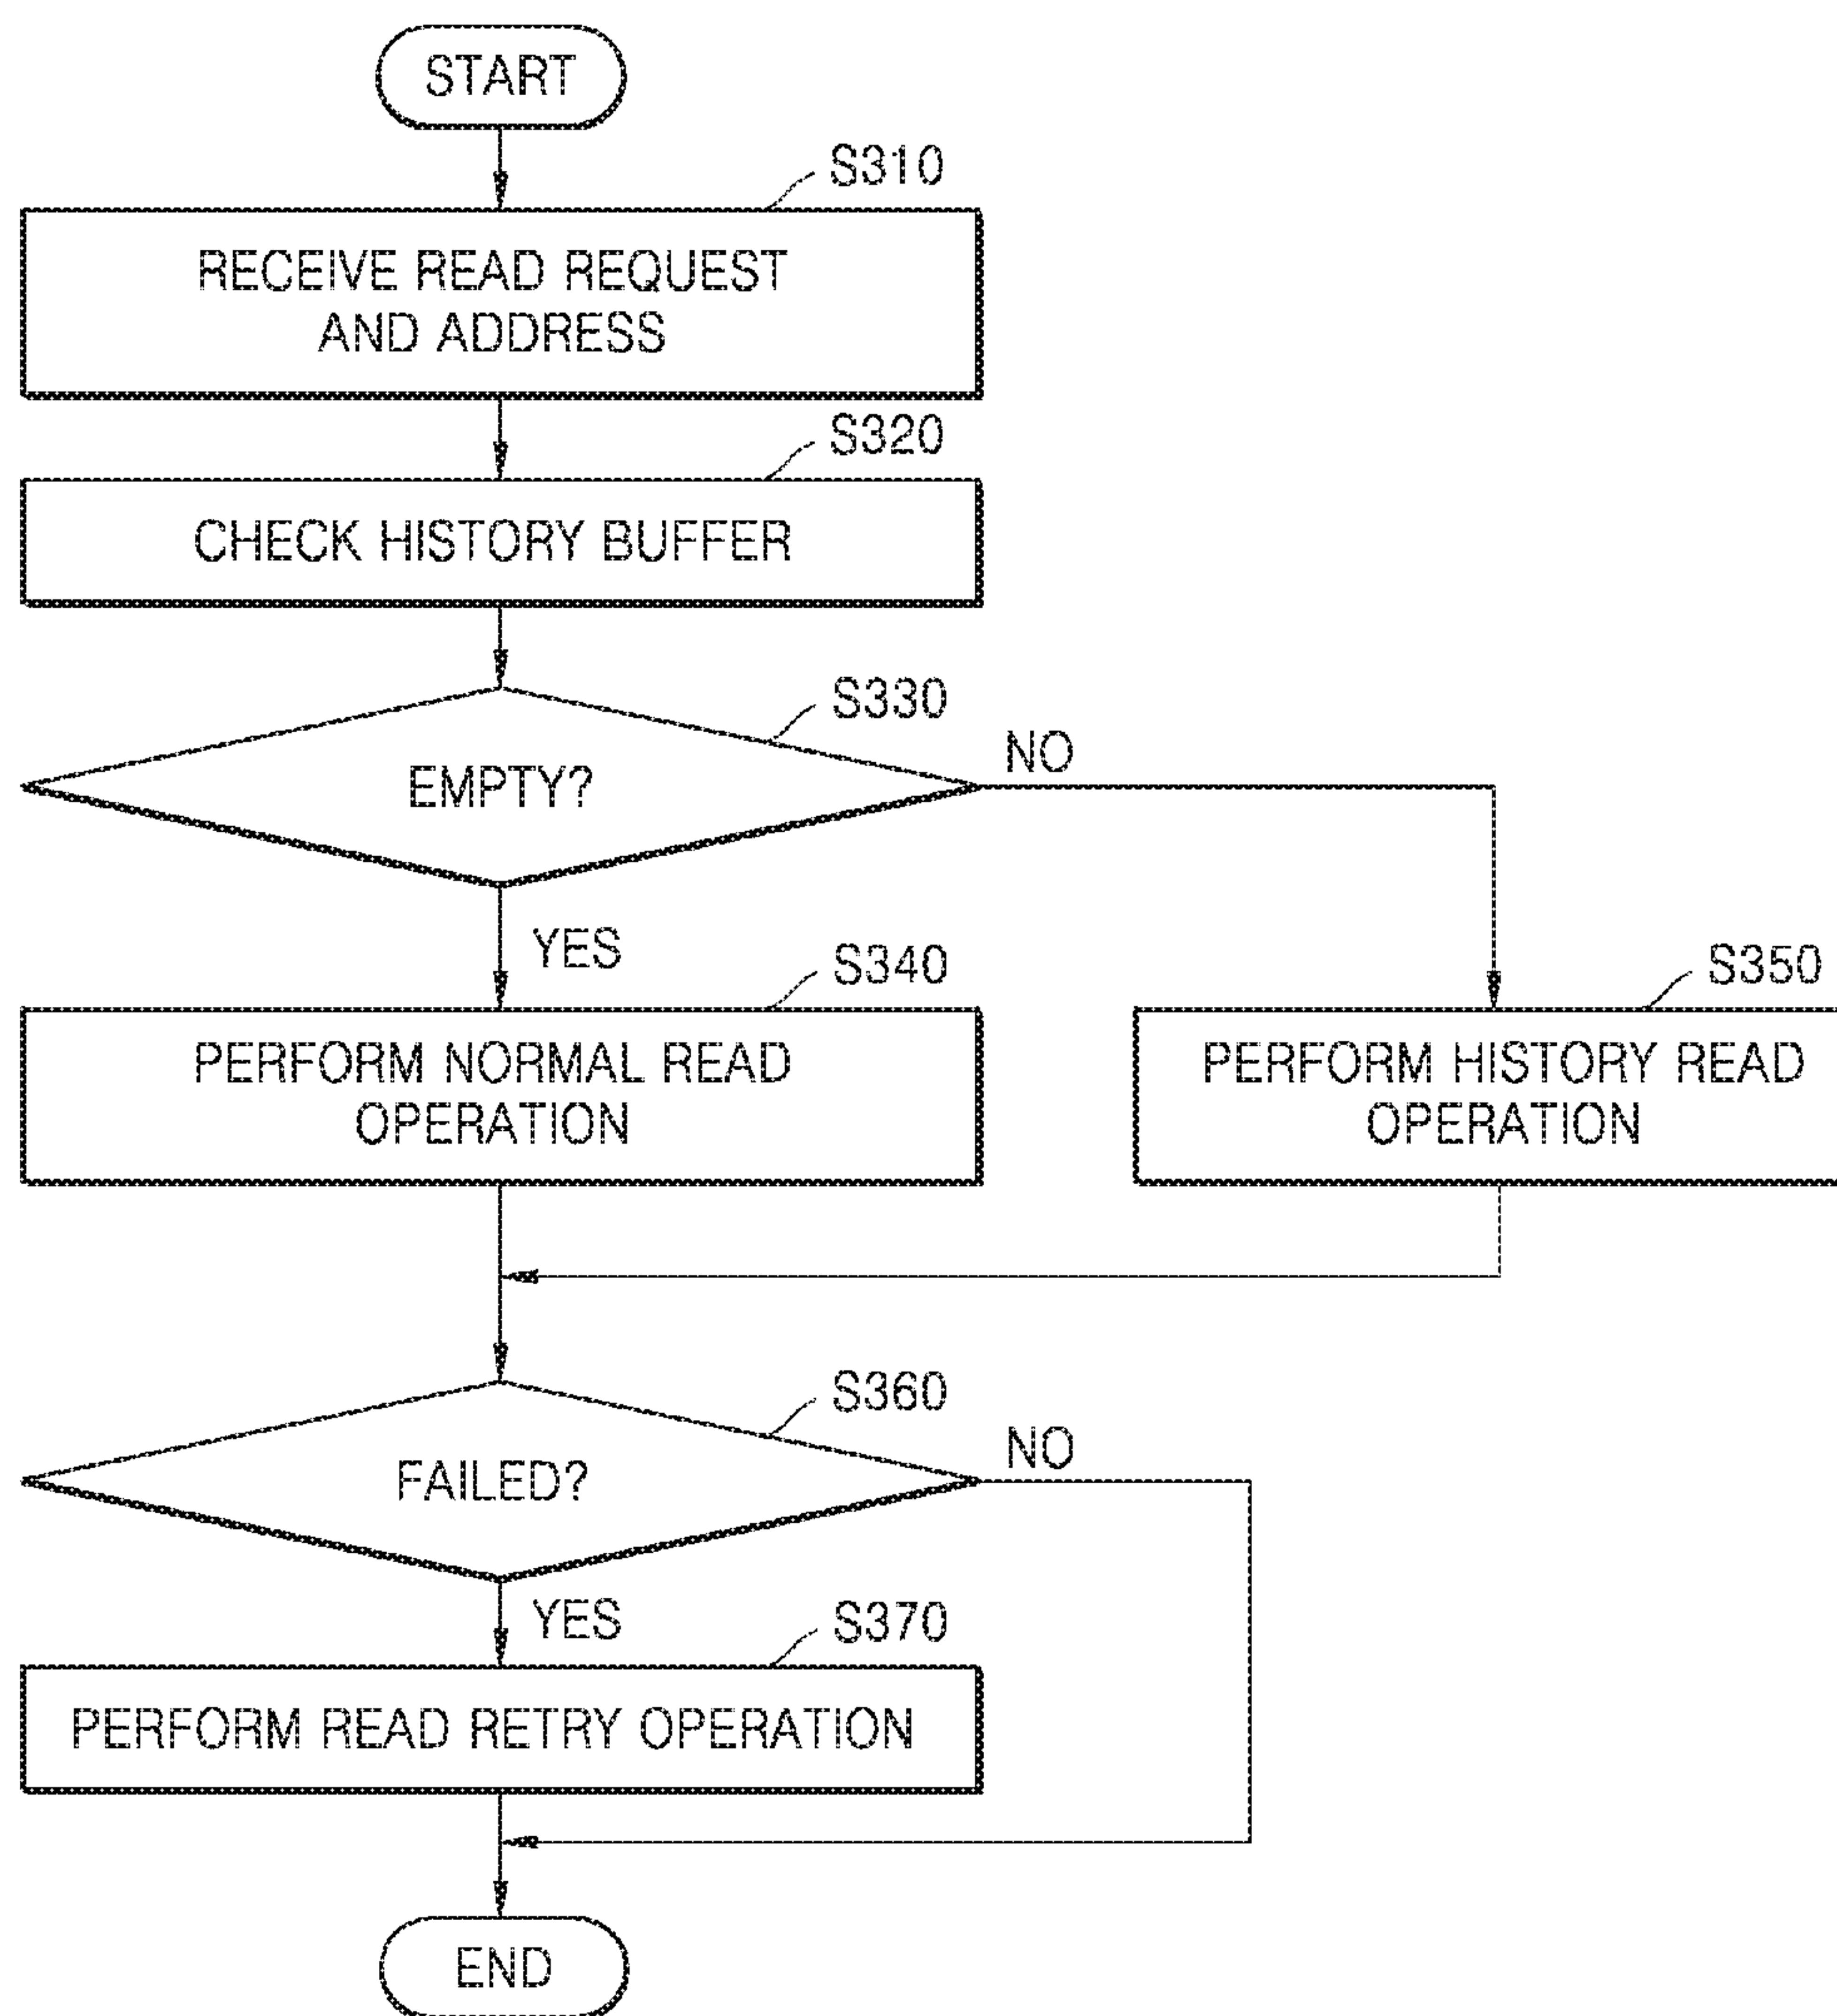 START
S310
RECEIVE READ REQUEST
AND ADDRESS
S320
CHECK HISTORY BUFFER
S330
EMPTY?
NO
YES
S340
PERFORM NORMAL READ
OPERATION
S350
PERFORM HISTORY READ
OPERATION
S360
FAILED?
NO
YES
S370
PERFORM READ RETRY OPERATION
END